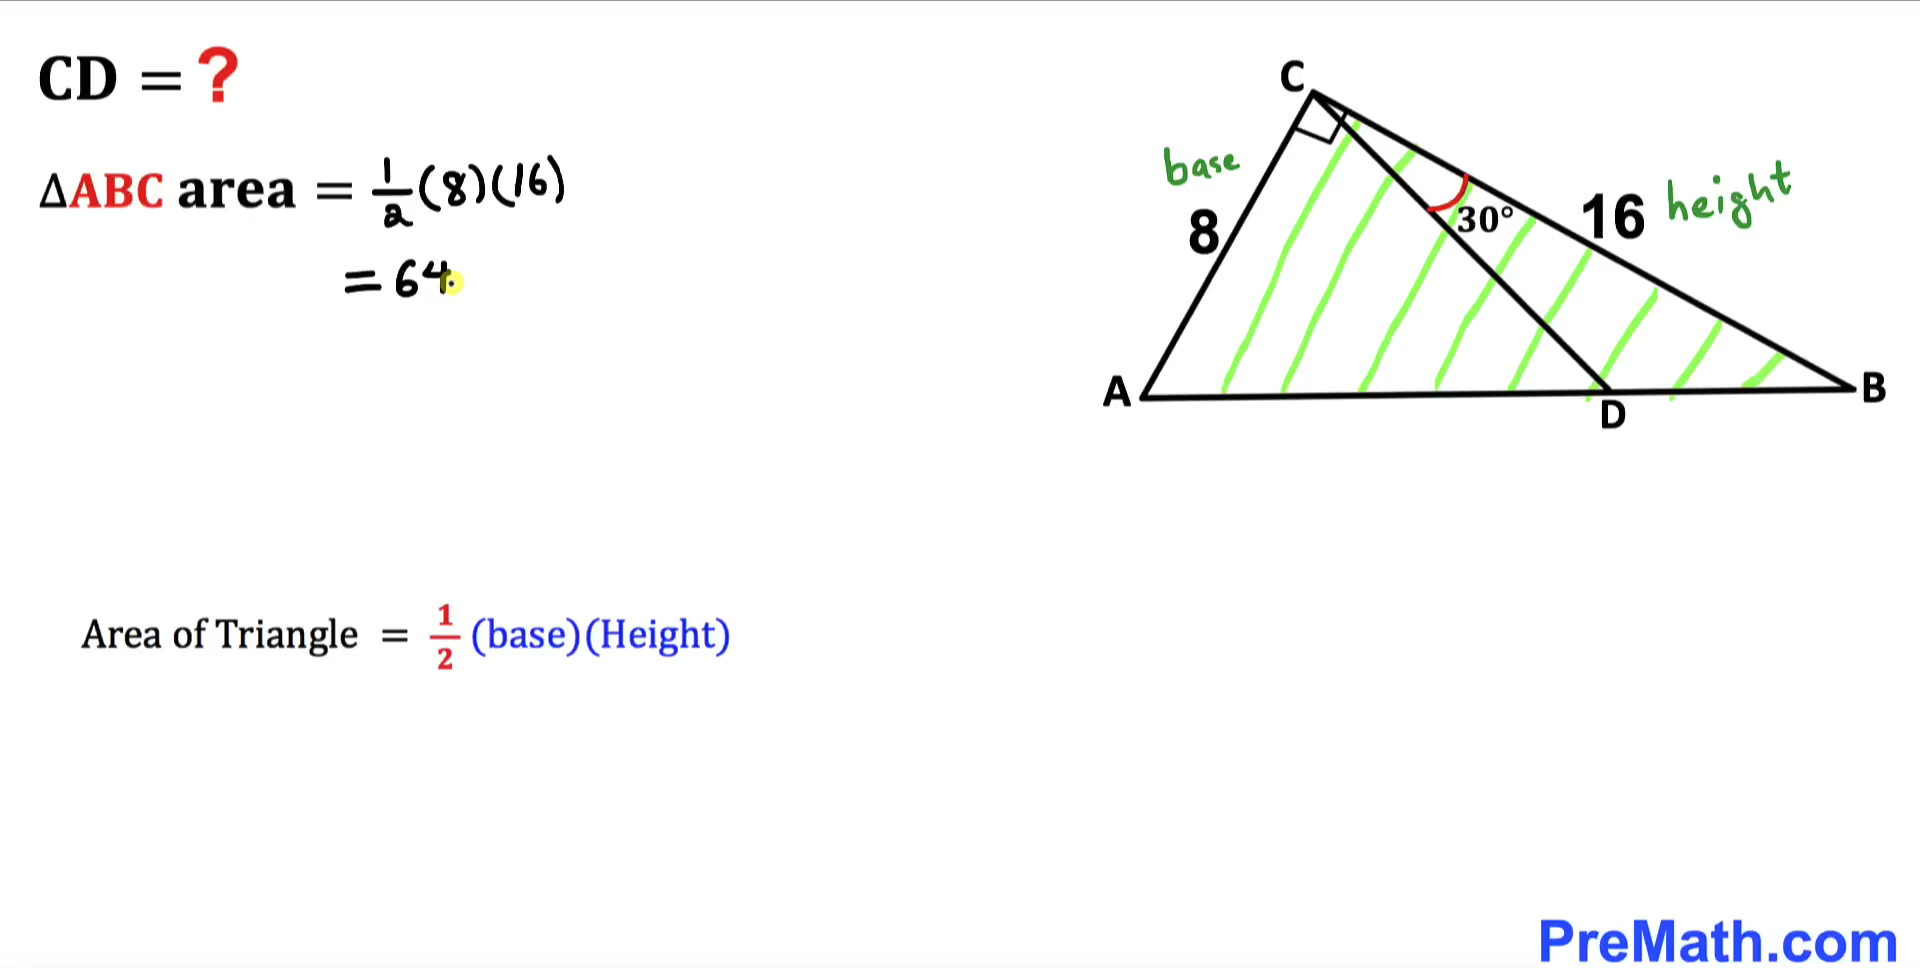 CD = ?
ΔABC area = 1/2 (8)(16)
= 64
C
base
8
30°
16 height
A
D
B
Area of Triangle = 1/2 (base)(Height)
PreMath.com